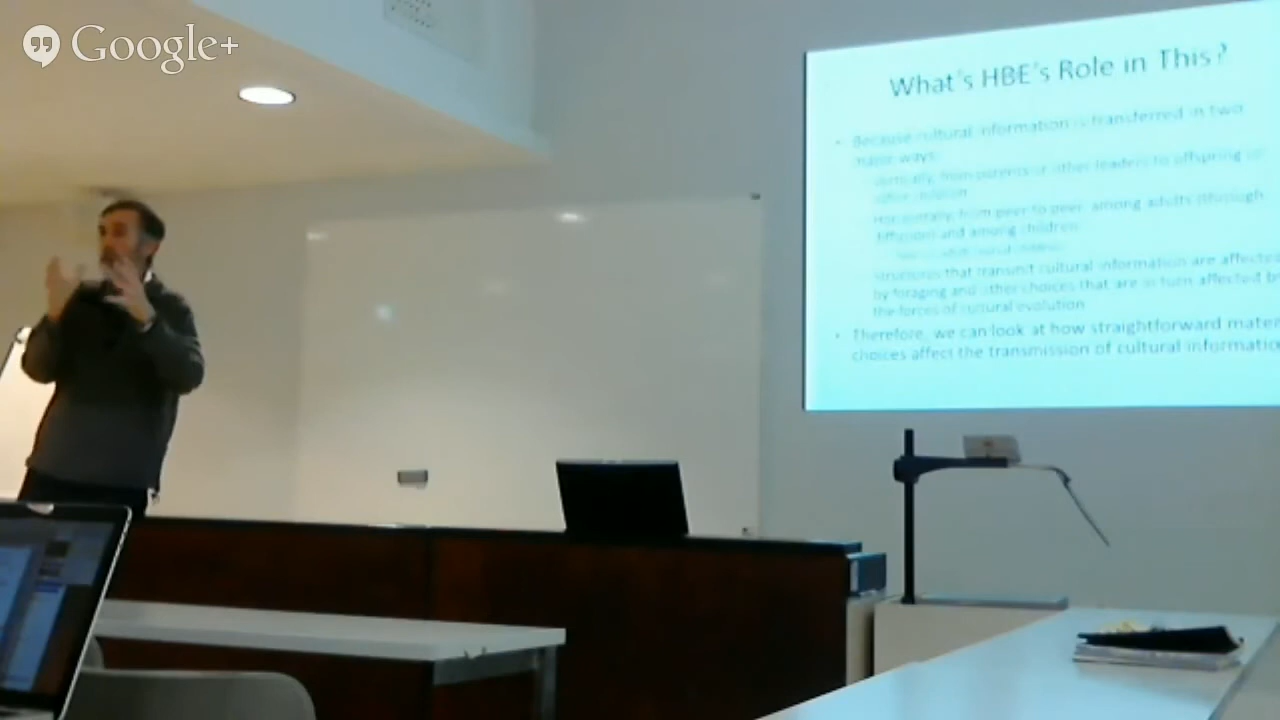 Google+
What's HBE's Role in This?
Because cultural information is transferred in two
major ways:
vertically, from parents or other leaders to offspring or
other children
Horizontally, from peer to peer, among adults (through
diffusion) and among children
Structures that transmit cultural information are affected
by foraging and other choices that are in turn affected b
the forces of cultural evolution
Therefore, we can look at how straightforward mater
choices affect the transmission of cultural informatio